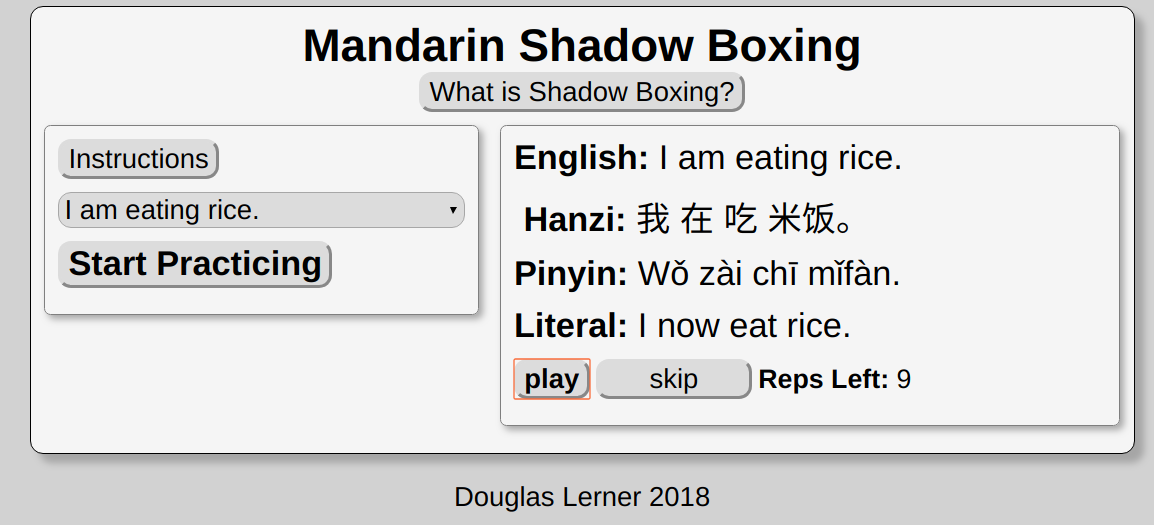 Mandarin Shadow Boxing
What is Shadow Boxing?
Instructions
I am eating rice.
Start Practicing
English: I am eating rice.
Hanzi: 我 在 吃 米饭。
Pinyin: Wǒ zài chī mǐfàn.
Literal: I now eat rice.
play skip Reps Left: 9
Douglas Lerner 2018